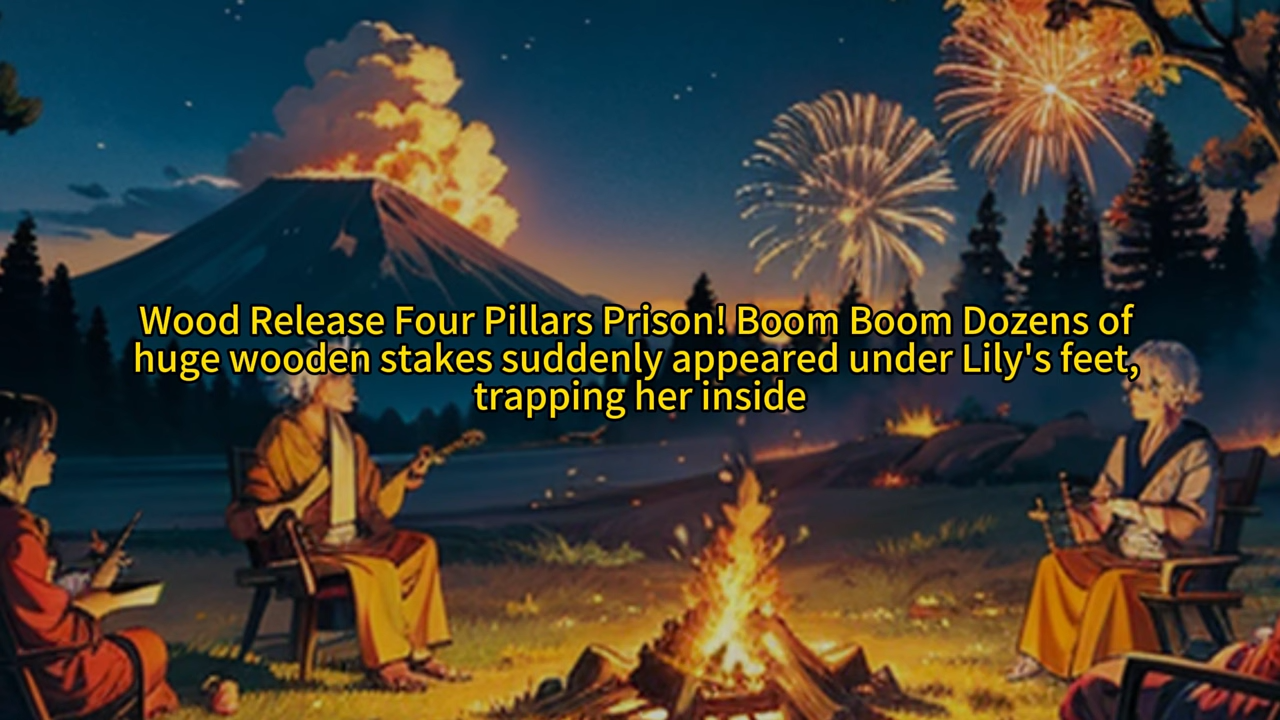 Wood Release Four Pillars Prison! Boom Boom Dozens of
huge wooden stakes suddenly appeared under Lily's feet,
trapping her inside